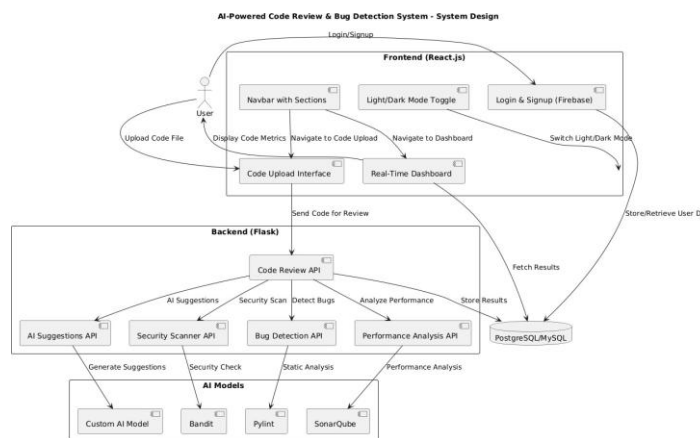 AI-Powered Code Review & Bug Detection System - System Design
Login/Signup
Frontend (React.js)
User
Navbar with Sections
Light/Dark Mode Toggle
Login & Signup (Firebase)
Upload Code File
Display Code Metrics
Navigate to Code Upload
Navigate to Dashboard
Switch Light/Dark Mode
Code Upload Interface
Real-Time Dashboard
Send Code for Review
Store/Retrieve User D
Backend (Flask)
Code Review API
Fetch Results
AI Suggestions
Security Scan
Detect Bugs
Analyze Performance
Store Results
AI Suggestions API
Security Scanner API
Bug Detection API
Performance Analysis API
PostgreSQL/MySQL
Generate Suggestions
Security Check
Static Analysis
Performance Analysis
AI Models
Custom AI Model
Bandit
Pylint
SonarQube